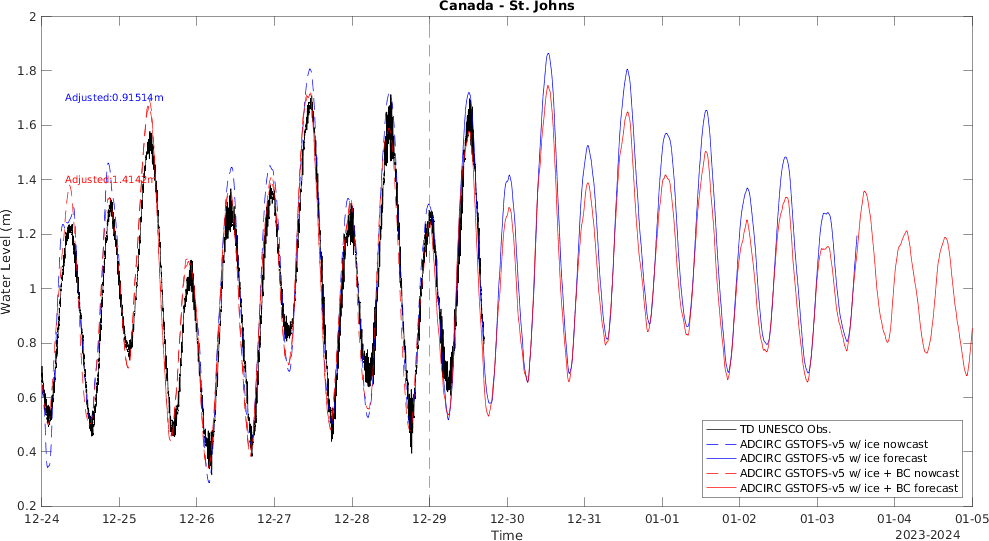 Canada - St. Johns
Water Level (m)
2
1.8
1.6
1.4
1.2
1
0.8
0.6
0.4
0.2
Adjusted:0.91514m
Adjusted:1.4142m
TD UNESCO Obs.
ADCIRC GSTOFS-v5 w/ ice nowcast
ADCIRC GSTOFS-v5 w/ ice forecast
ADCIRC GSTOFS-v5 w/ ice + BC nowcast
ADCIRC GSTOFS-v5 w/ ice + BC forecast
12-24 12-25 12-26 12-27 12-28 12-29 12-30 12-31 01-01 01-02 01-03 01-04 01-05
Time
2023-2024